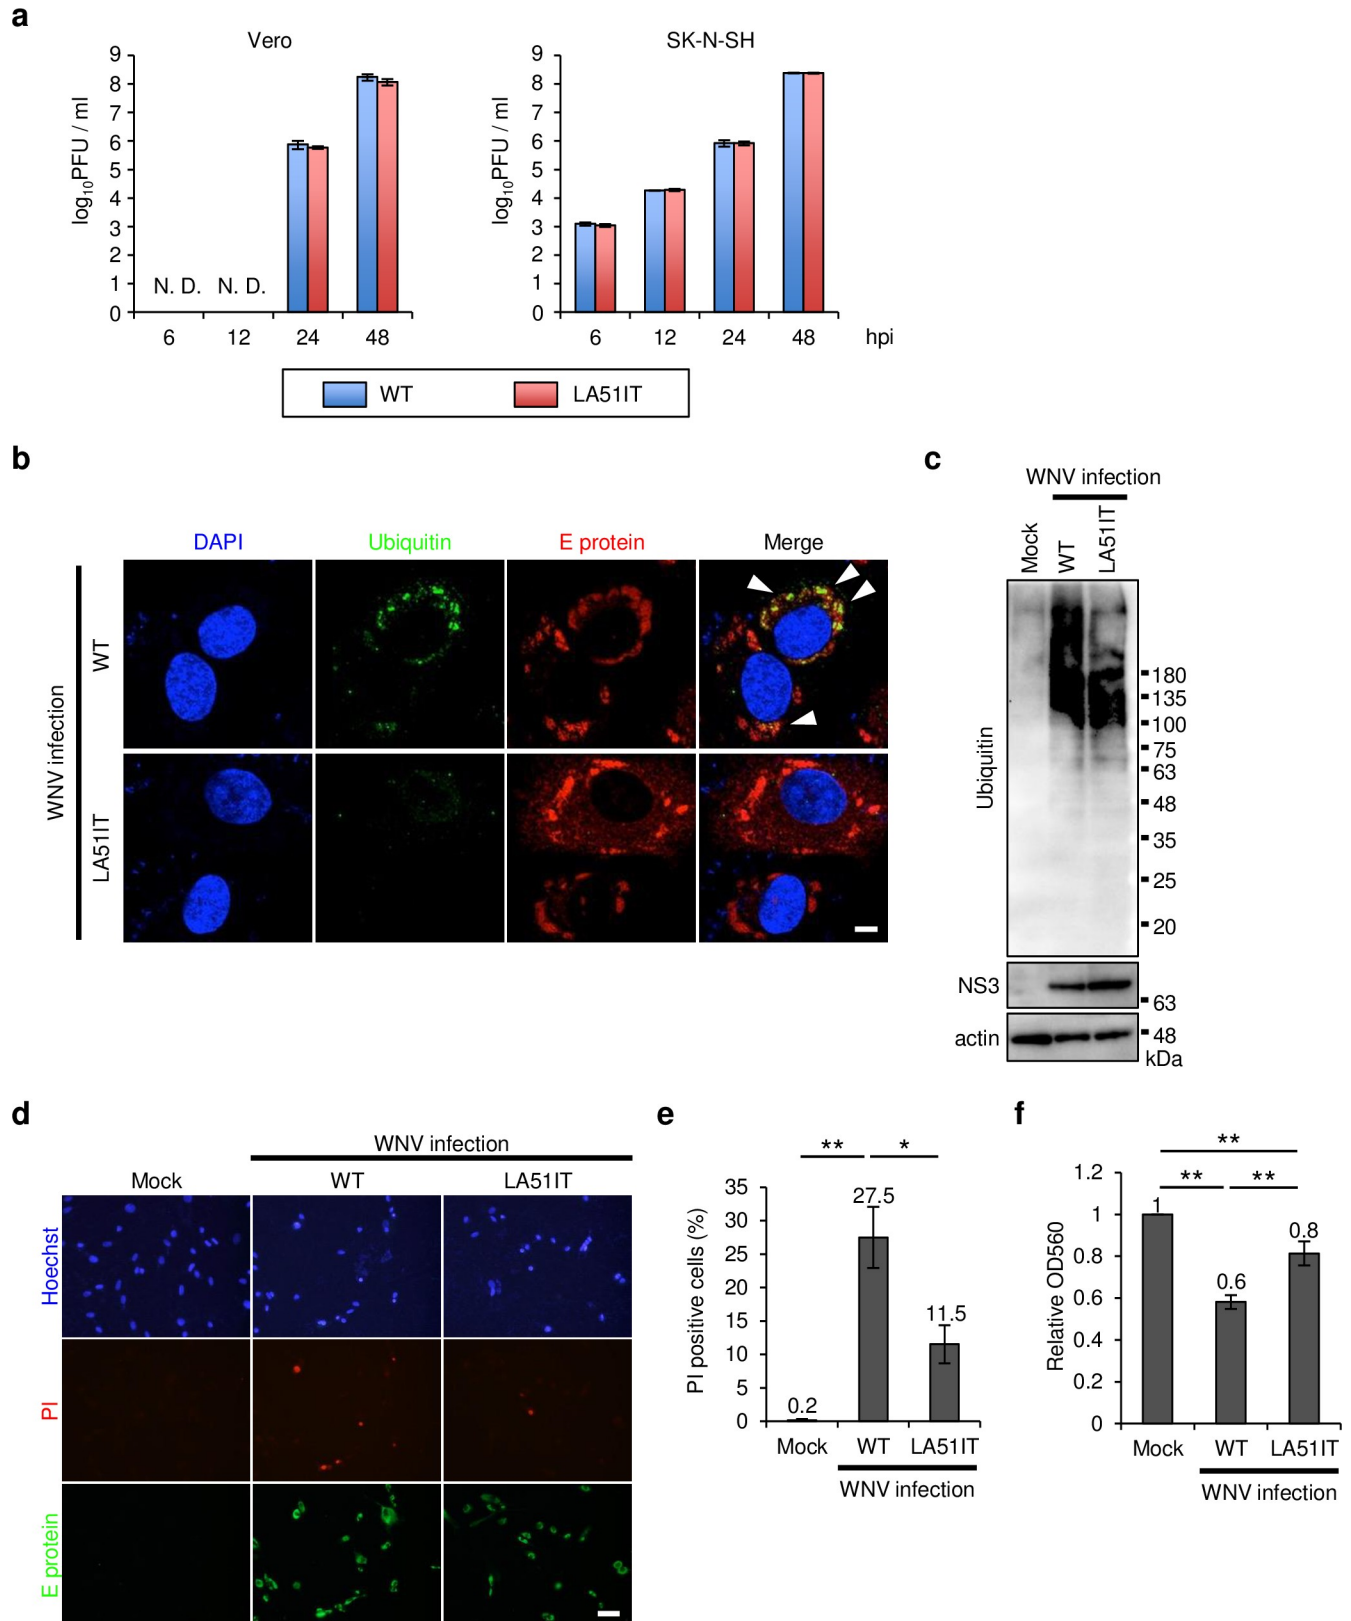 a
Vero
SK-N-SH
log10PFU / ml
9
8
7
6
5
4
3
2
1
0
N. D. N. D.
6 12 24 48
log10PFU / ml
9
8
7
6
5
4
3
2
1
0
6 12 24 48 hpi
WT LA51IT
b
DAPI Ubiquitin E protein Merge
WNV infection
WT
LA51IT
c
WNV infection
Mock
WT
LA51IT
Ubiquitin
180
135
100
75
63
48
35
25
20
NS3
63
actin
48
kDa
d
WNV infection
Mock WT LA51IT
Hoechst
PI
E protein
e
** *
PI positive cells (%)
35
30
25
20
15
10
5
0
0.2
27.5
11.5
Mock WT LA51IT
WNV infection
f
**
** **
Relative OD560
1.2
1
0.8
0.6
0.4
0.2
0
1
0.6
0.8
Mock WT LA51IT
WNV infection